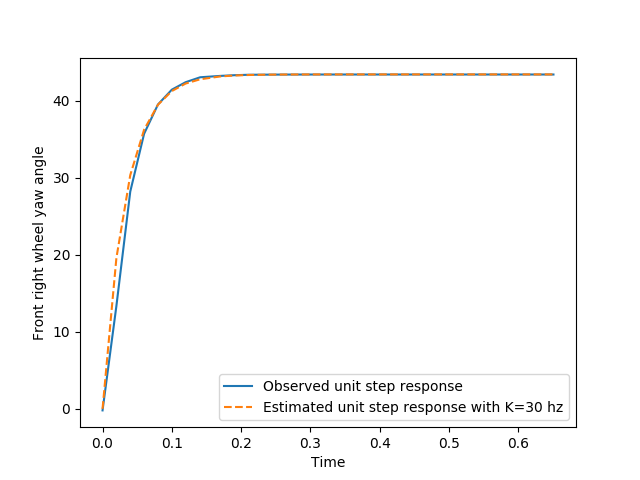 40
30
20
10
0
Front right wheel yaw angle
Observed unit step response
Estimated unit step response with K=30 hz
0.0 0.1 0.2 0.3 0.4 0.5 0.6
Time